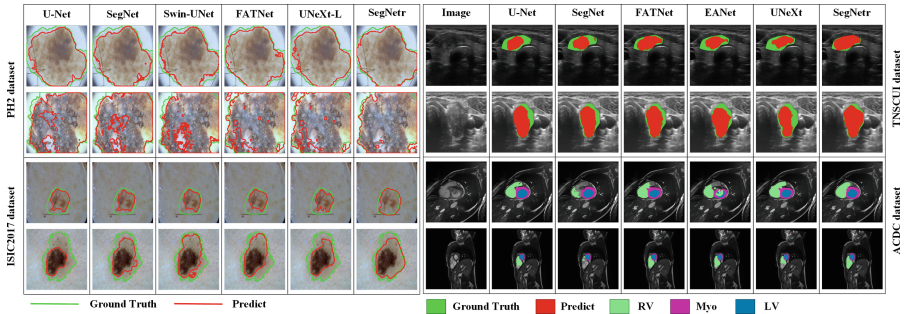 U-Net SegNet Swin-UNet FATNet UNeXt-L SegNetr
Image U-Net SegNet FATNet EANet UNeXt SegNetr
PH2 dataset
ISIC2017 dataset
TNSCUI dataset
ACDC dataset
Ground Truth Predict
Ground Truth Predict RV Myo LV